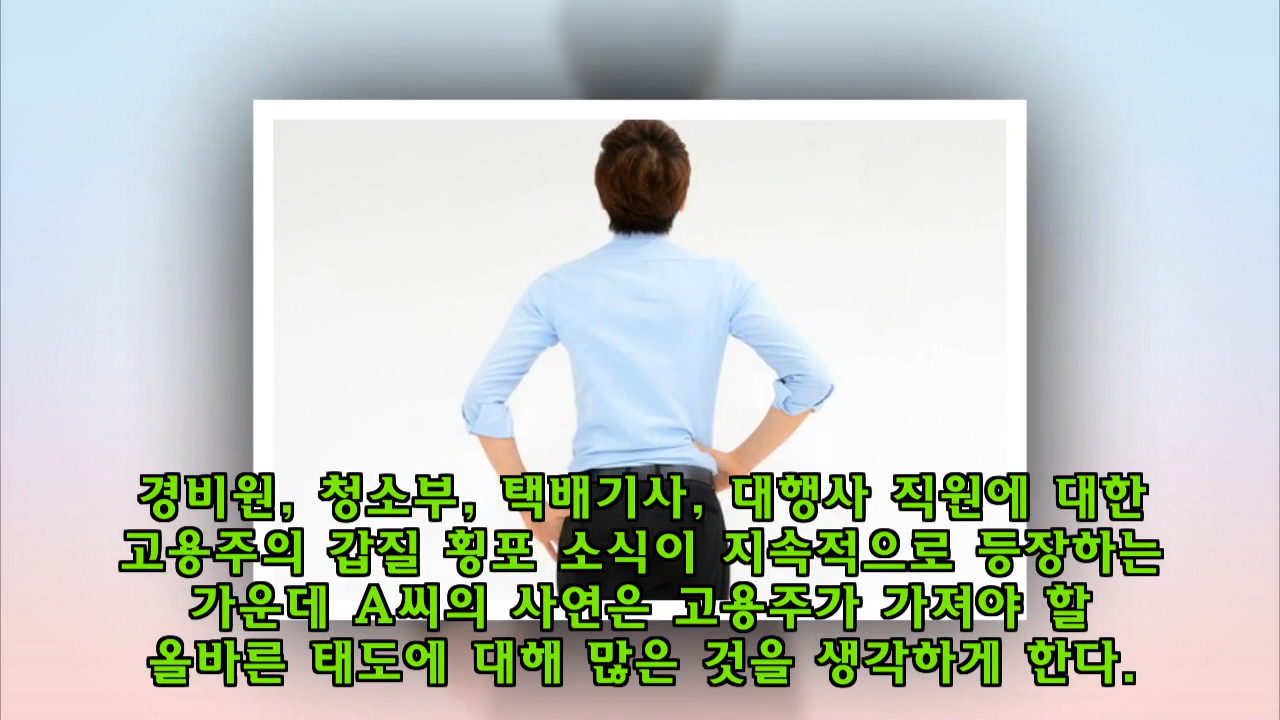 경비원, 청소부, 택배기사, 대행사 직원에 대한
고용주의 갑질 횡포 소식이 지속적으로 등장하는
가운데 A씨의 사연은 고용주가 가져야 할
올바른 태도에 대해 많은 것을 생각하게 한다.